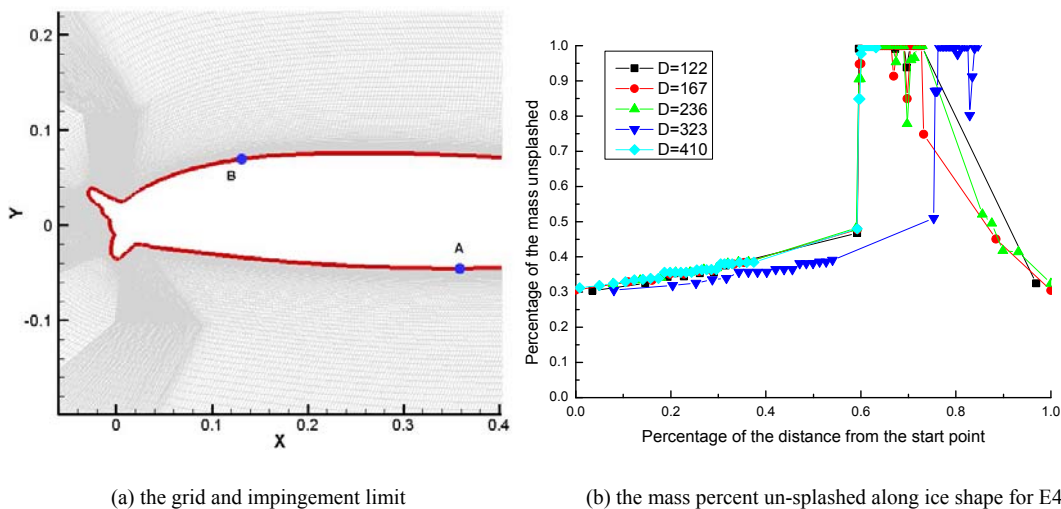 0.2
0.1
0
-0.1
Y
B
A
0
0.1
0.2
0.3
0.4
X
1.0
0.9
0.8
0.7
0.6
0.5
0.4
0.3
0.2
0.1
0.0
Percentage of the mass unsplashed
D=122
D=167
D=236
D=323
D=410
0.0
0.2
0.4
0.6
0.8
1.0
Percentage of the distance from the start point
(a) the grid and impingement limit
(b) the mass percent un-splashed along ice shape for E4